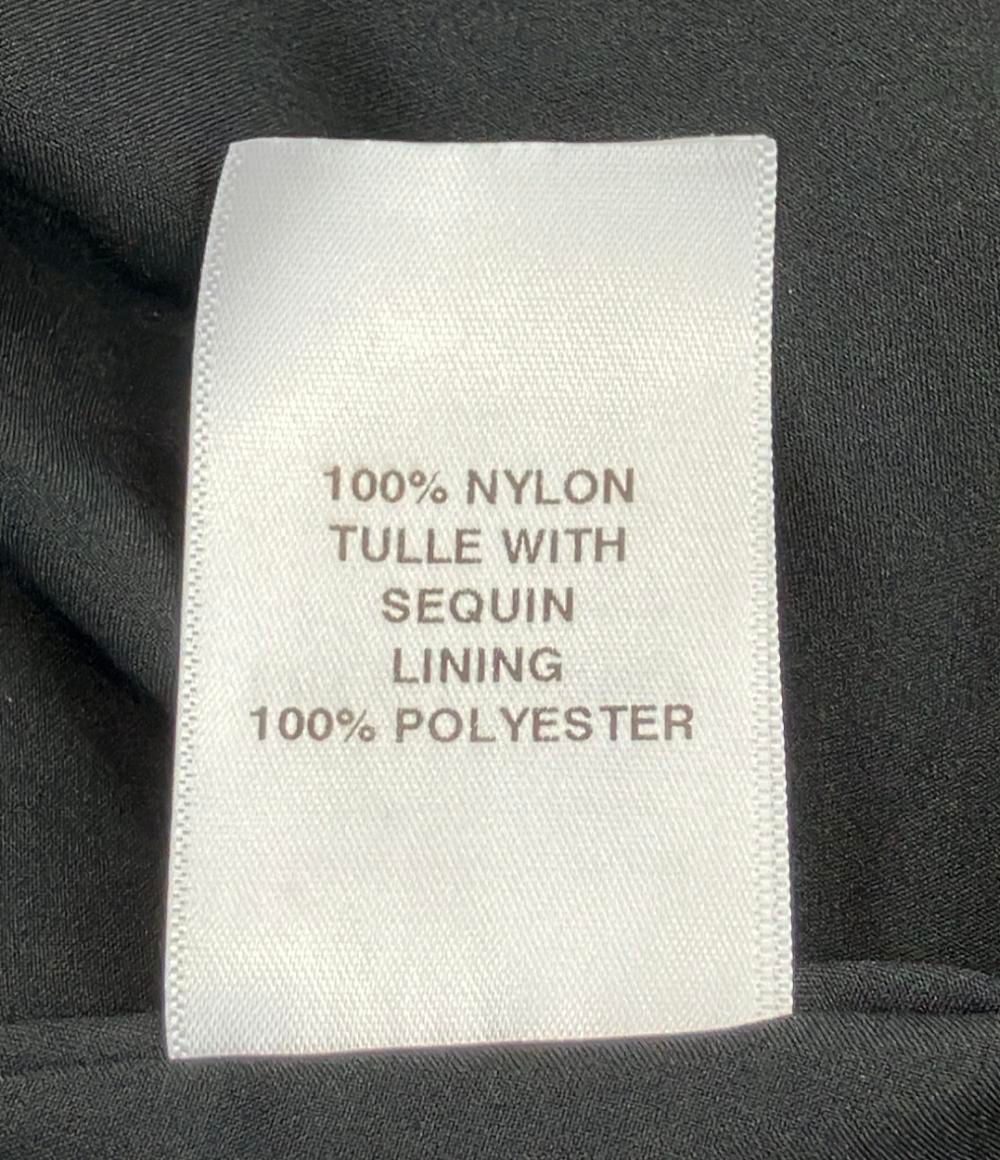 100% NYLON
TULLE WITH
SEQUIN
LINING
100% POLYESTER